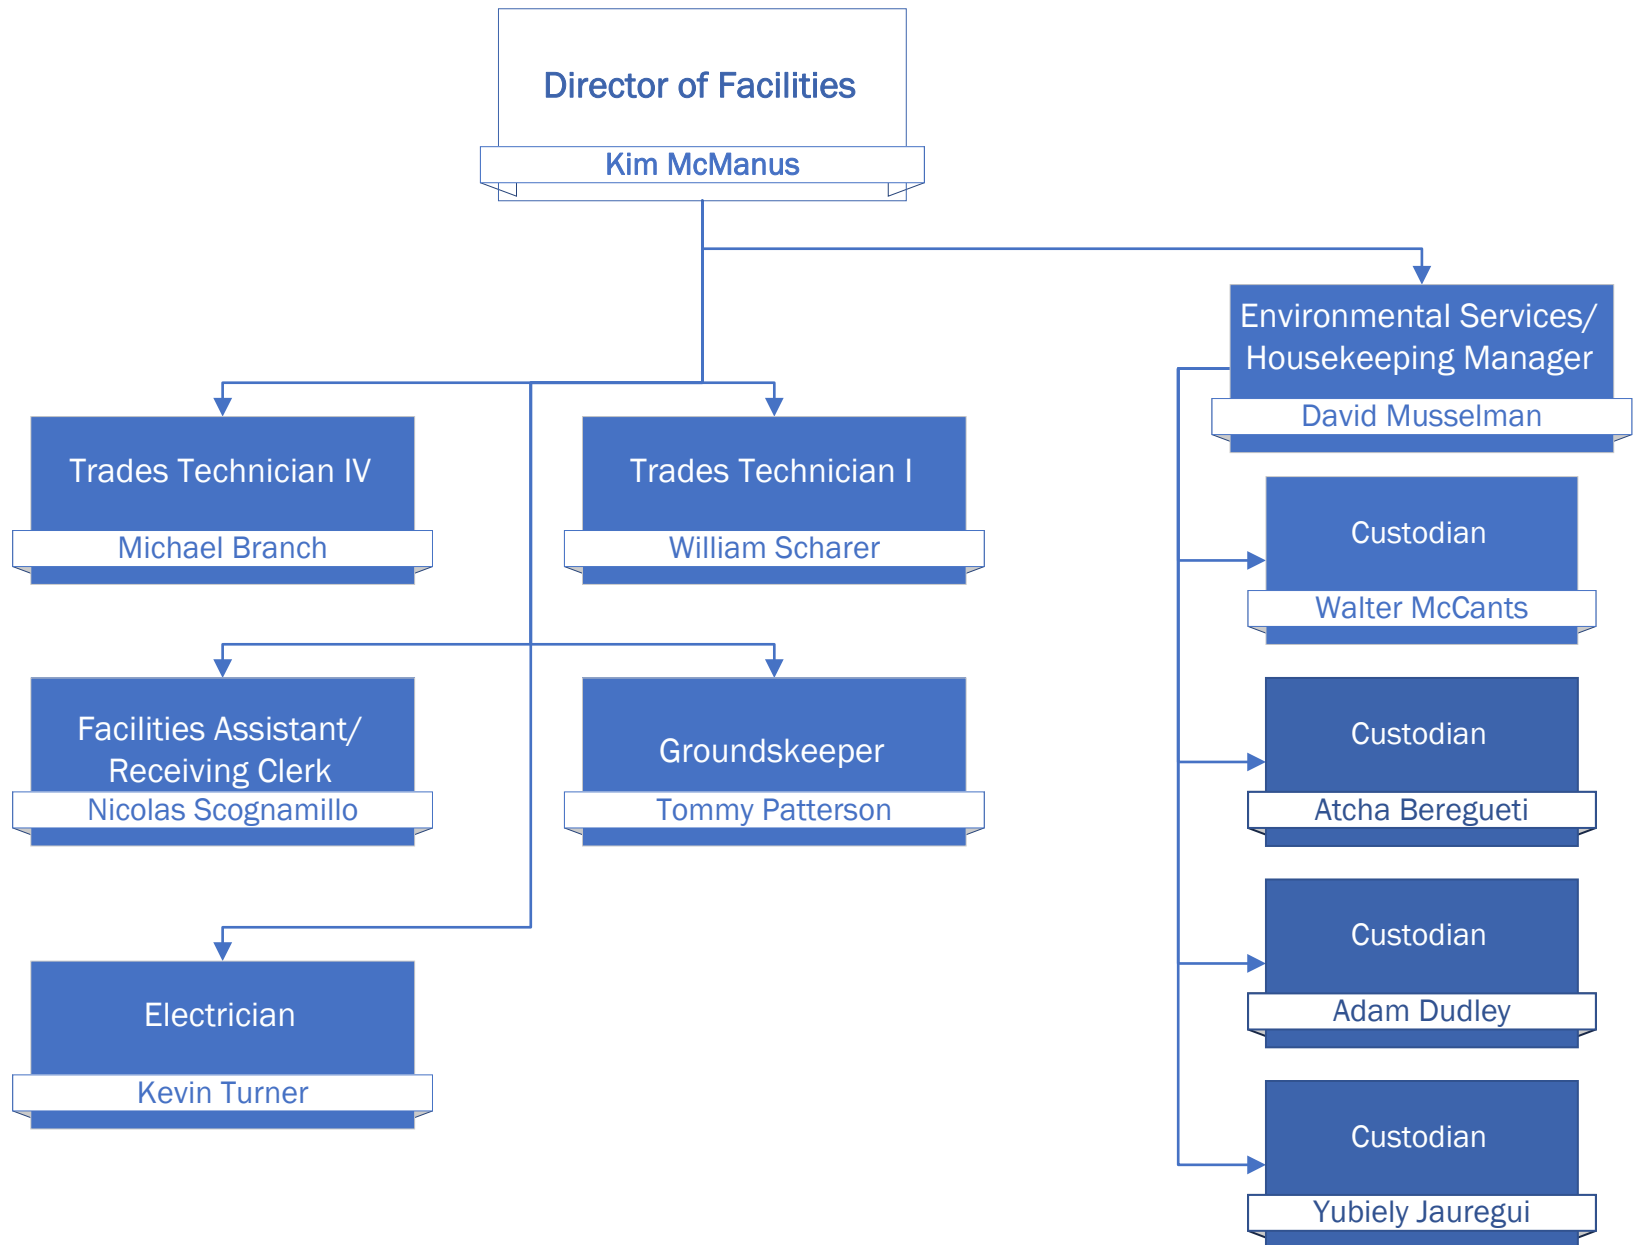 Director of Facilities
Kim McManus
Environmental Services/
Housekeeping Manager
David Musselman
Trades Technician IV
Michael Branch
Trades Technician I
William Scharer
Custodian
Walter McCants
Facilities Assistant/
Receiving Clerk
Nicolas Scognamillo
Groundskeeper
Tommy Patterson
Custodian
Atcha Beregueti
Custodian
Adam Dudley
Electrician
Kevin Turner
Custodian
Yubiely Jauregui